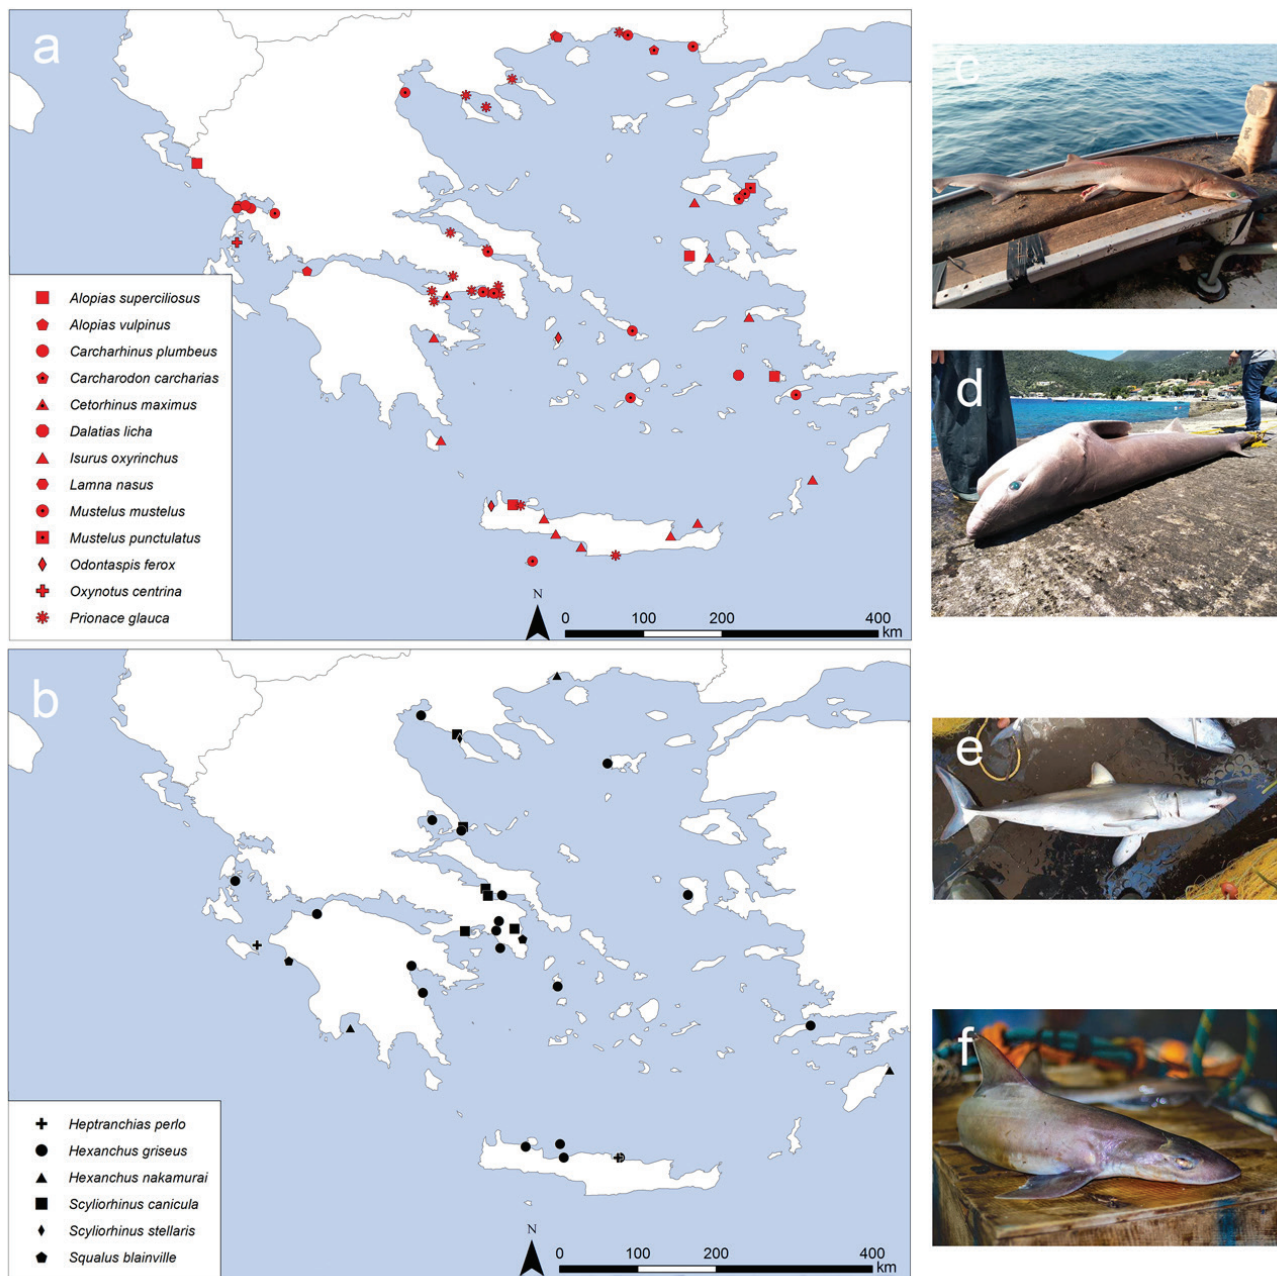 a
Alopias superciliosus
Alopias vulpinus
Carcharhinus plumbeus
Carcharodon carcharias
Cetorhinus maximus
Dalatias licha
Isurus oxyrinchus
Lamna nasus
Mustelus mustelus
Mustelus punctulatus
Odontaspis ferox
Oxynotus centrina
Prionace glauca
N
0 100 200 400
km
b
Heptranchias perlo
Hexanchus griseus
Hexanchus nakamurai
Scyliorhinus canicula
Scyliorhinus stellaris
Squalus blainville
N
0 100 200 400
km
c
d
e
f